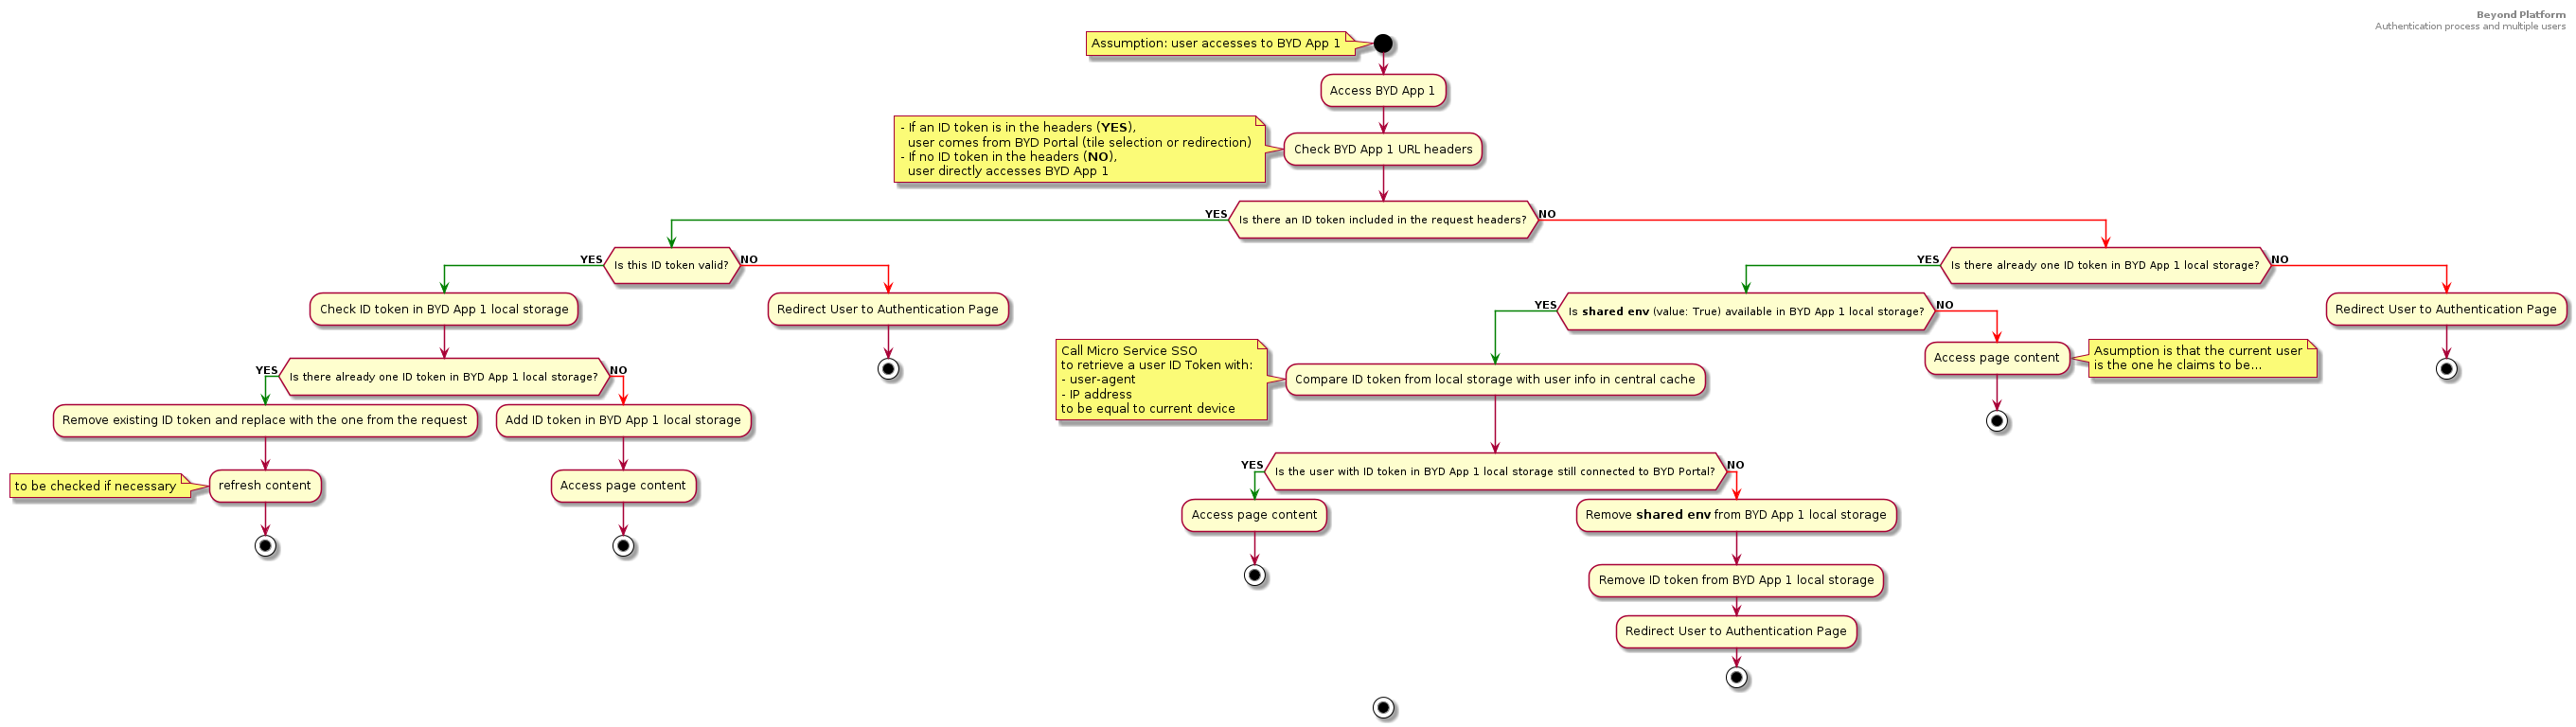 Beyond Platform
Authentication process and multiple users
Assumption: user accesses to BYD App 1
Access BYD App 1
- If an ID token is in the headers (YES),
user comes from BYD Portal (tile selection or redirection)
- If no ID token in the headers (NO),
user directly accesses BYD App 1
Check BYD App 1 URL headers
YES
Is there an ID token included in the request headers?
NO
YES
Is this ID token valid?
NO
Check ID token in BYD App 1 local storage
YES
Is there already one ID token in BYD App 1 local storage?
NO
Remove existing ID token and replace with the one from the request
to be checked if necessary
refresh content
Add ID token in BYD App 1 local storage
Access page content
Redirect User to Authentication Page
YES
Is there already one ID token in BYD App 1 local storage?
NO
YES
Is shared env (value: True) available in BYD App 1 local storage?
NO
Call Micro Service SSO
to retrieve a user ID Token with:
- user-agent
- IP address
to be equal to current device
Compare ID token from local storage with user info in central cache
YES
Is the user with ID token in BYD App 1 local storage still connected to BYD Portal?
NO
Access page content
Remove shared env from BYD App 1 local storage
Remove ID token from BYD App 1 local storage
Redirect User to Authentication Page
Access page content
Asumption is that the current user
is the one he claims to be...
Redirect User to Authentication Page